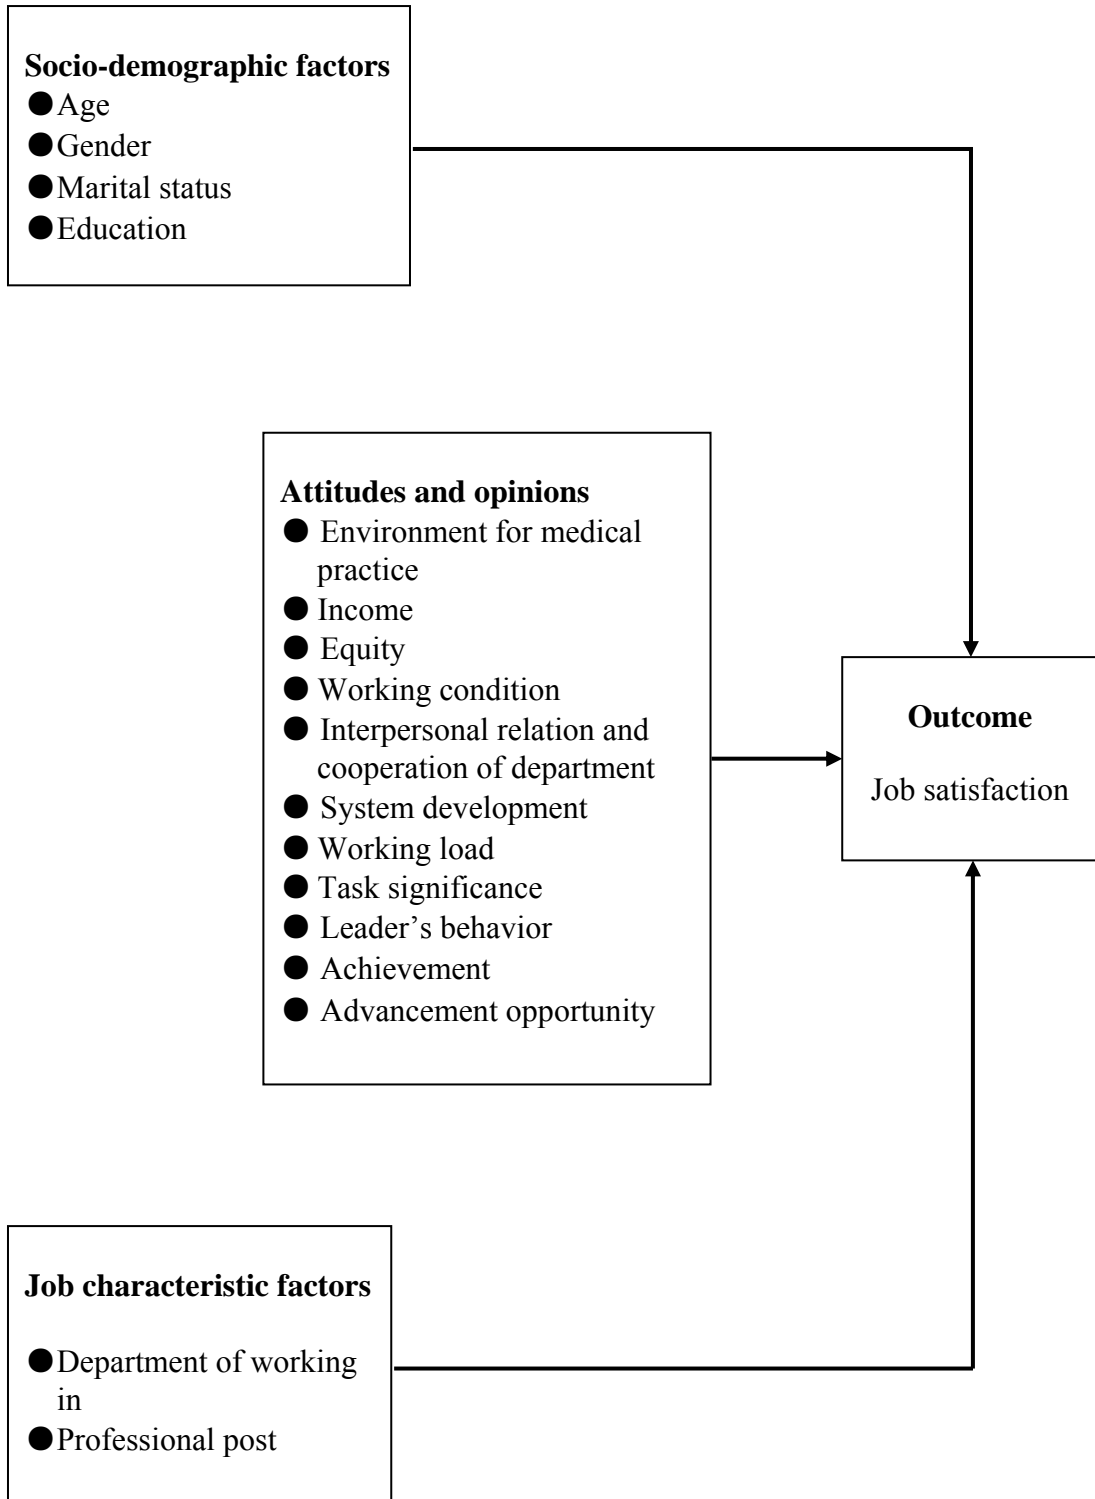 Socio-demographic factors
●Age
●Gender
●Marital status
●Education
Attitudes and opinions
● Environment for medical
practice
● Income
● Equity
● Working condition
● Interpersonal relation and
cooperation of department
● System development
● Working load
● Task significance
● Leader’s behavior
● Achievement
● Advancement opportunity
Outcome
Job satisfaction
Job characteristic factors
●Department of working
in
●Professional post